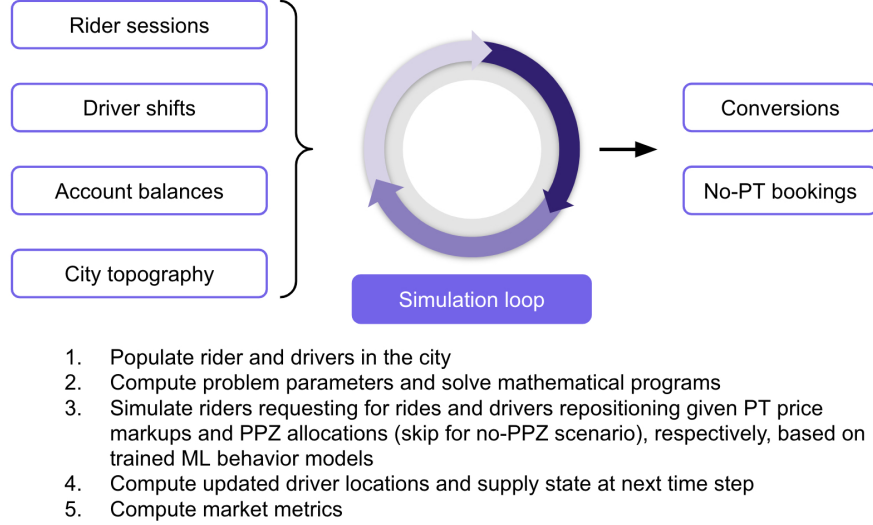 Rider sessions
Driver shifts
Account balances
City topography
Simulation loop
Conversions
No-PT bookings
1. Populate rider and drivers in the city
2. Compute problem parameters and solve mathematical programs
3. Simulate riders requesting for rides and drivers repositioning given PT price
markups and PPZ allocations (skip for no-PPZ scenario), respectively, based on
trained ML behavior models
4. Compute updated driver locations and supply state at next time step
5. Compute market metrics